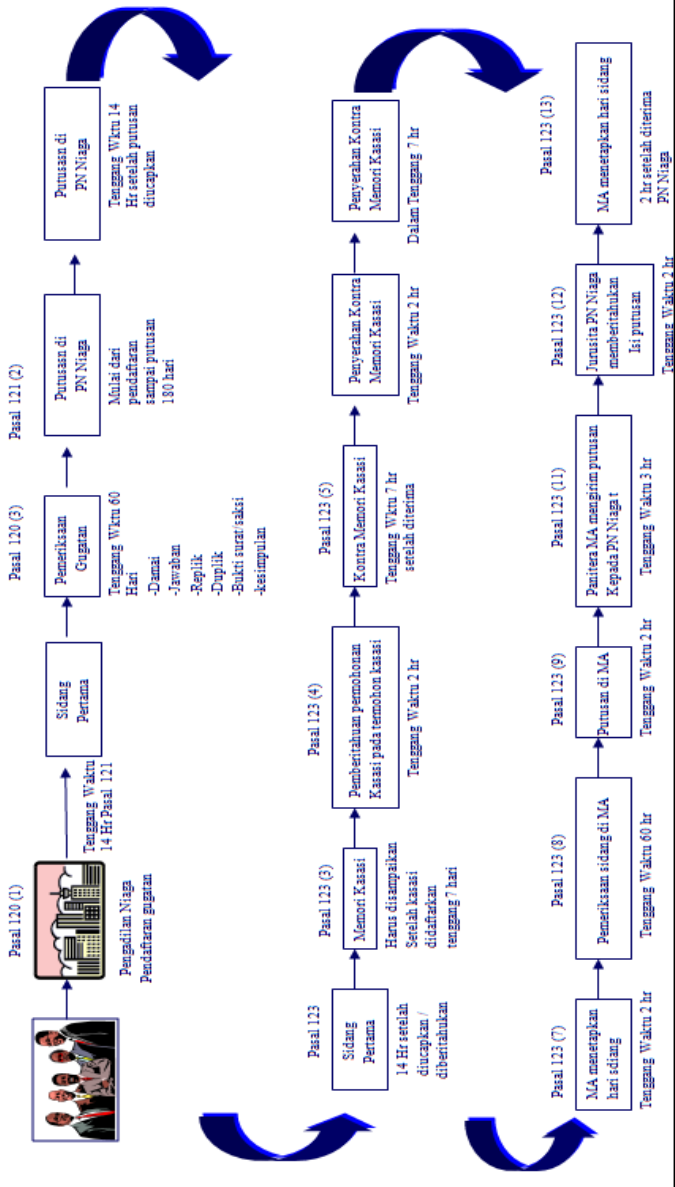 Pasal 120 (1)
Pengadilan Niaga
Pendaftaran gugatan
Tenggang Waktu
14 Hr Pasal 121
Sidang
Pertama
Pasal 120 (3)
Pemeriksaan
Gugatan
Tenggang Wktu 60
Hari
-Damai
-Jawaban
-Replik
-Duplik
-Bukti surat/saksi
-kesimpulan
Pasal 121 (2)
Putusasn di
PN Niaga
Mulai dari
pendaftaran
sampai putusan
180 hari
Putusasn di
PN Niaga
Tenggang Wktu 14
Hr setelah putusan
diucapkan
Pasal 123
Sidang
Pertama
14 Hr setelah
diucapkan /
diberitahukan
Pasal 123 (3)
Memori Kasasi
Harus disampaikan
Setelah kasasi
didaftarkan
tenggang 7 hari
Pasal 123 (4)
Pemberitahuan permohonan
Kasasi pada termohon kasasi
Tenggang Waktu 2 hr
Pasal 123 (5)
Kontra Memori Kasasi
Tenggang Wktu 7 hr
setelah diterima
Penyerahan Kontra
Memori Kasasi
Tenggang Waktu 2 hr
Penyerahan Kontra
Memori Kasasi
Dalam Tenggang 7 hr
Pasal 123 (7)
MA menetapkan
hari sdiang
Tenggang Waktu 2 hr
Pasal 123 (8)
Pemeriksaan sidang di MA
Tenggang Waktu 60 hr
Pasal 123 (9)
Putusan di MA
Tenggang Waktu 2 hr
Pasal 123 (11)
Panitera MA mengirim putusan
Kepada PN Niaga t
Tenggang Waktu 3 hr
Pasal 123 (12)
Jurusita PN Niaga
memberitahukan
Isi putusan
Tenggang Waktu 2 hr
Pasal 123 (13)
MA menetapkan hari sidang
2 hr setelah diterima
PN Niaga